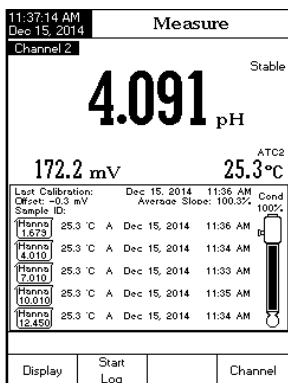 11:37:14 AM
Dec 15, 2014
Measure
Channel 2
Stable
4.091 pH
ATC2
172.2 mV
25.3°C
Last Calibration: Dec 15, 2014 11:36 AM
Offset: -0.3 mV Average Slope: 100.3%
Sample ID:
Cond
100%
Hanna
1.679
25.3 °C A Dec 15, 2014 11:36 AM
Hanna
4.010
25.3 °C A Dec 15, 2014 11:34 AM
Hanna
7.010
25.3 °C A Dec 15, 2014 11:33 AM
Hanna
10.010
25.3 °C A Dec 15, 2014 11:35 AM
Hanna
12.450
25.3 °C A Dec 15, 2014 11:34 AM
Display
Start
Log
Channel